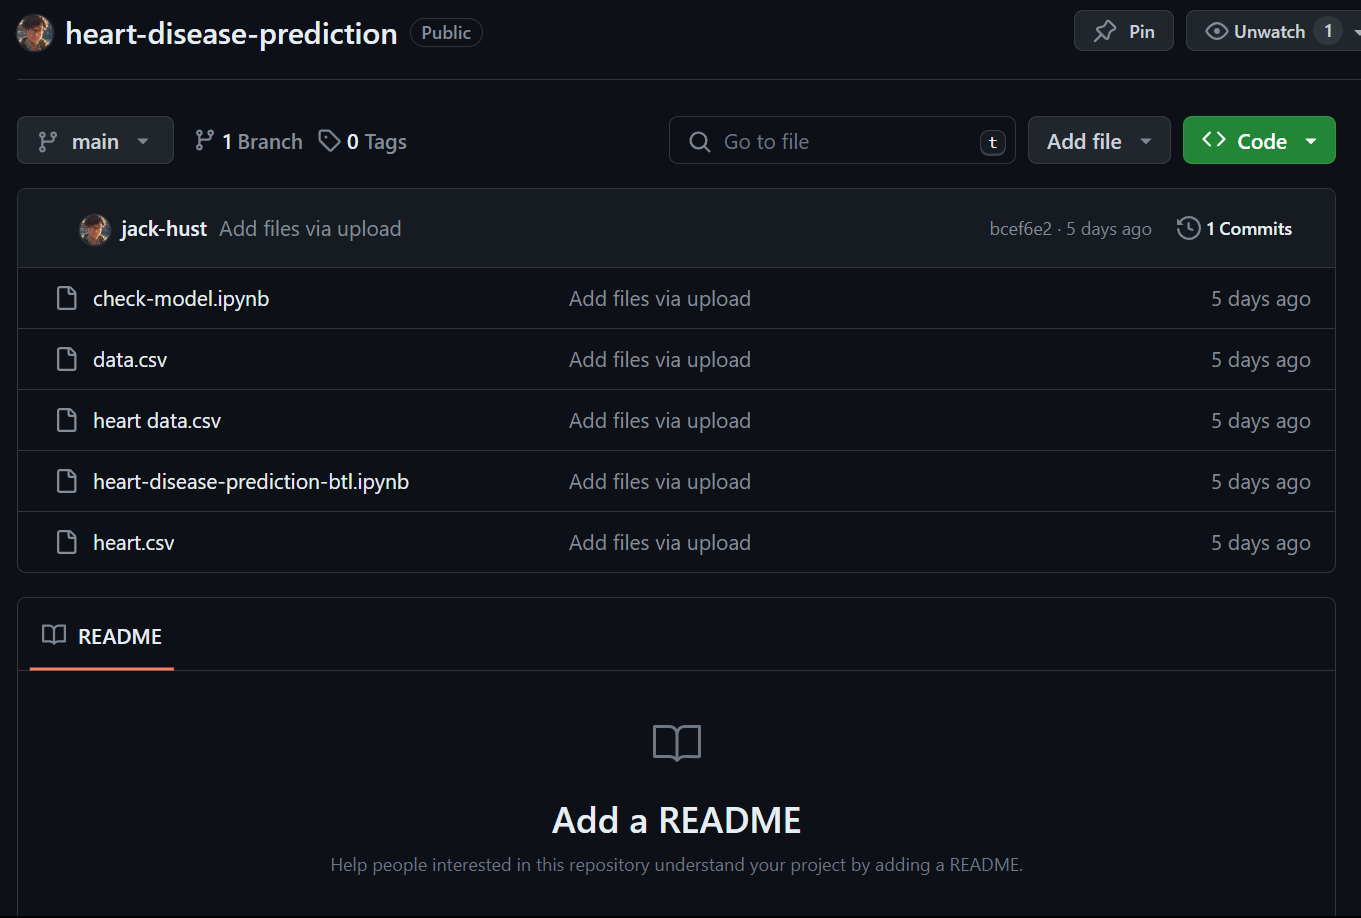 heart-disease-prediction Public Pin Unwatch 1
main 1 Branch 0 Tags Go to file t Add file Code
jack-hust Add files via upload bcef6e2 · 5 days ago 1 Commits
check-model.ipynb Add files via upload 5 days ago
data.csv Add files via upload 5 days ago
heart data.csv Add files via upload 5 days ago
heart-disease-prediction-btl.ipynb Add files via upload 5 days ago
heart.csv Add files via upload 5 days ago
README
Add a README
Help people interested in this repository understand your project by adding a README.